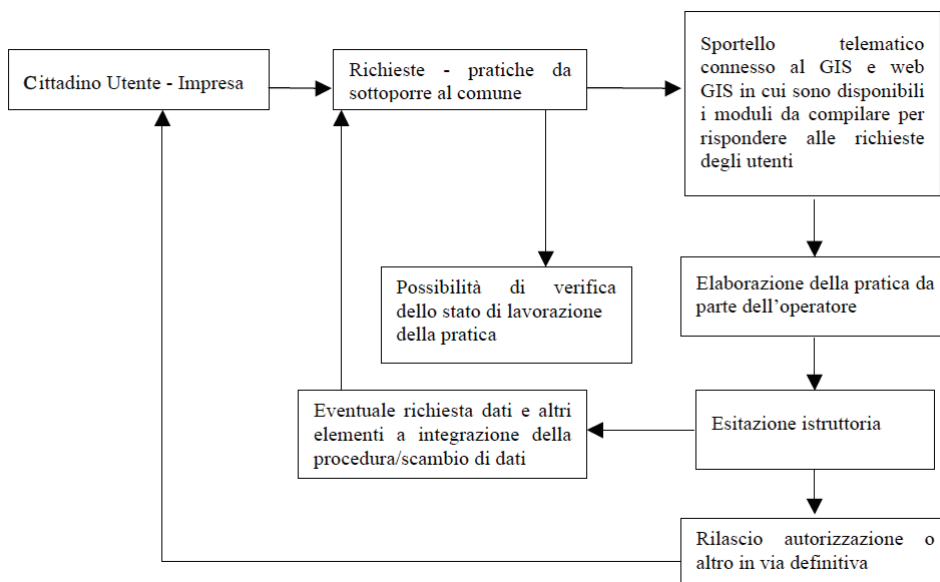 Cittadino Utente - Impresa
Richieste - pratiche da
sottoporre al comune
Sportello telematico
connesso al GIS e web
GIS in cui sono disponibili
i moduli da compilare per
rispondere alle richieste
degli utenti
Possibilità di verifica
dello stato di lavorazione
della pratica
Elaborazione della pratica da
parte dell’operatore
Eventuale richiesta dati e altri
elementi a integrazione della
procedura/scambio di dati
Esitazione istruttoria
Rilascio autorizzazione o
altro in via definitiva